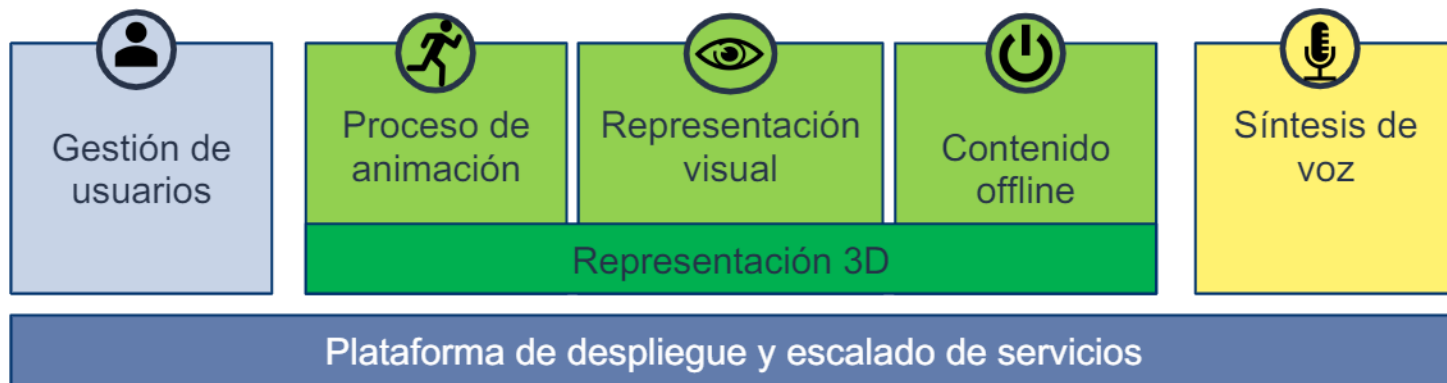 Gestión de
usuarios
Proceso de
animación
Representación
visual
Contenido
offline
Síntesis de
voz
Representación 3D
Plataforma de despliegue y escalado de servicios